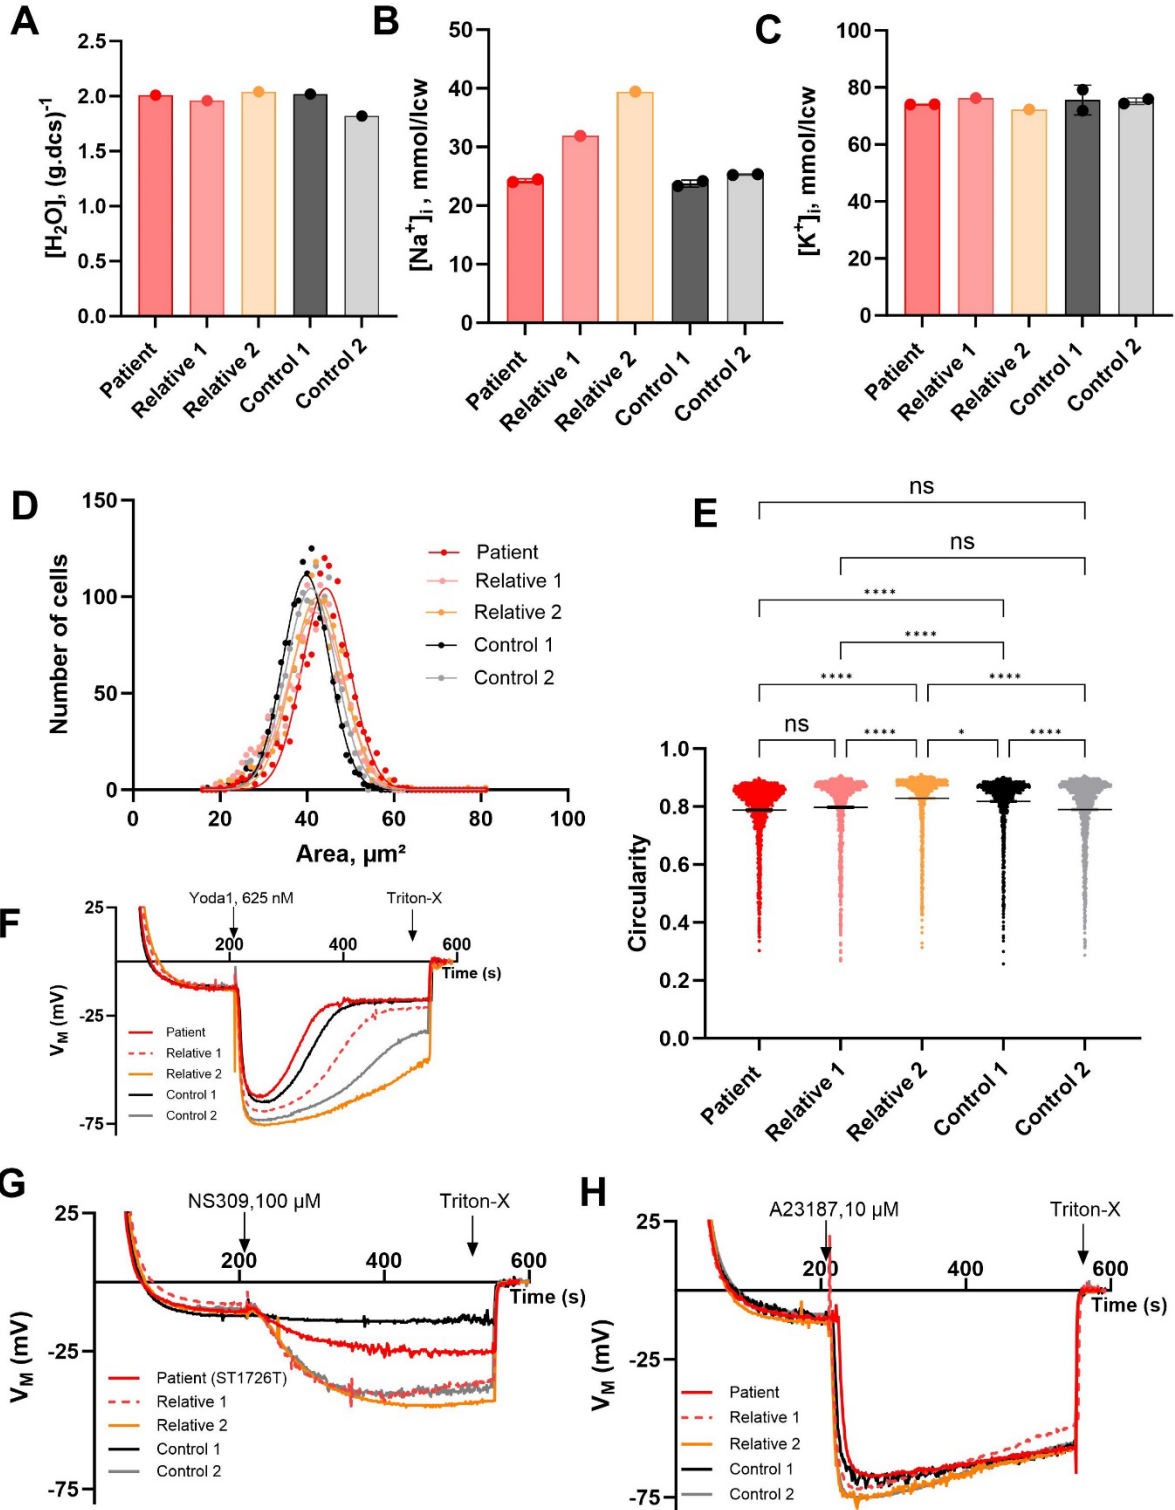 A
[H₂O], (g.dcs)⁻¹
2.5
2.0
1.5
1.0
0.5
0.0
Patient
Relative 1
Relative 2
Control 1
Control 2
B
[Na⁺]ᵢ, mmol/lcw
50
40
30
20
10
0
Patient
Relative 1
Relative 2
Control 1
Control 2
C
[K⁺]ᵢ, mmol/lcw
100
80
60
40
20
0
Patient
Relative 1
Relative 2
Control 1
Control 2
D
Number of cells
150
100
50
0
0 20 40 60 80 100
Area, µm²
Patient
Relative 1
Relative 2
Control 1
Control 2
E
ns
ns
****
****
**** ****
ns **** * ****
Circularity
1.0
0.8
0.6
0.4
0.2
0.0
Patient
Relative 1
Relative 2
Control 1
Control 2
F
Yoda1, 625 nM Triton-X
V_M (mV)
25
-25
-75
200 400 600
Time (s)
Patient
Relative 1
Relative 2
Control 1
Control 2
G
NS309,100 µM Triton-X
V_M (mV)
25
-25
-75
200 400 600
Time (s)
Patient (ST1726T)
Relative 1
Relative 2
Control 1
Control 2
H
A23187,10 µM Triton-X
V_M (mV)
25
-25
-75
200 400 600
Time (s)
Patient
Relative 1
Relative 2
Control 1
Control 2